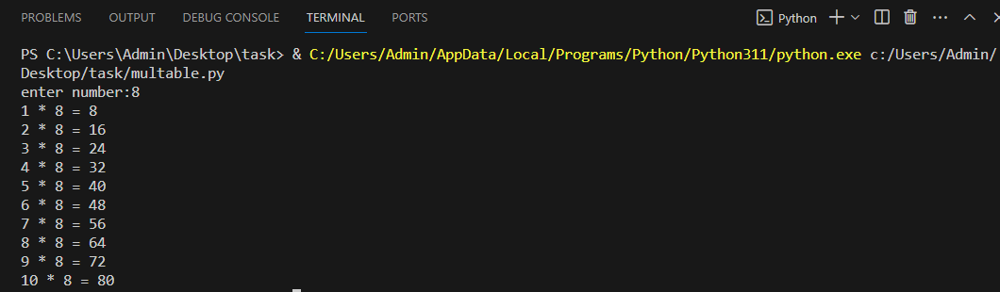 PROBLEMS OUTPUT DEBUG CONSOLE TERMINAL PORTS Python
PS C:\Users\Admin\Desktop\task> & C:/Users/Admin/AppData/Local/Programs/Python/Python311/python.exe c:/Users/Admin/
Desktop/task/multable.py
enter number:8
1 * 8 = 8
2 * 8 = 16
3 * 8 = 24
4 * 8 = 32
5 * 8 = 40
6 * 8 = 48
7 * 8 = 56
8 * 8 = 64
9 * 8 = 72
10 * 8 = 80